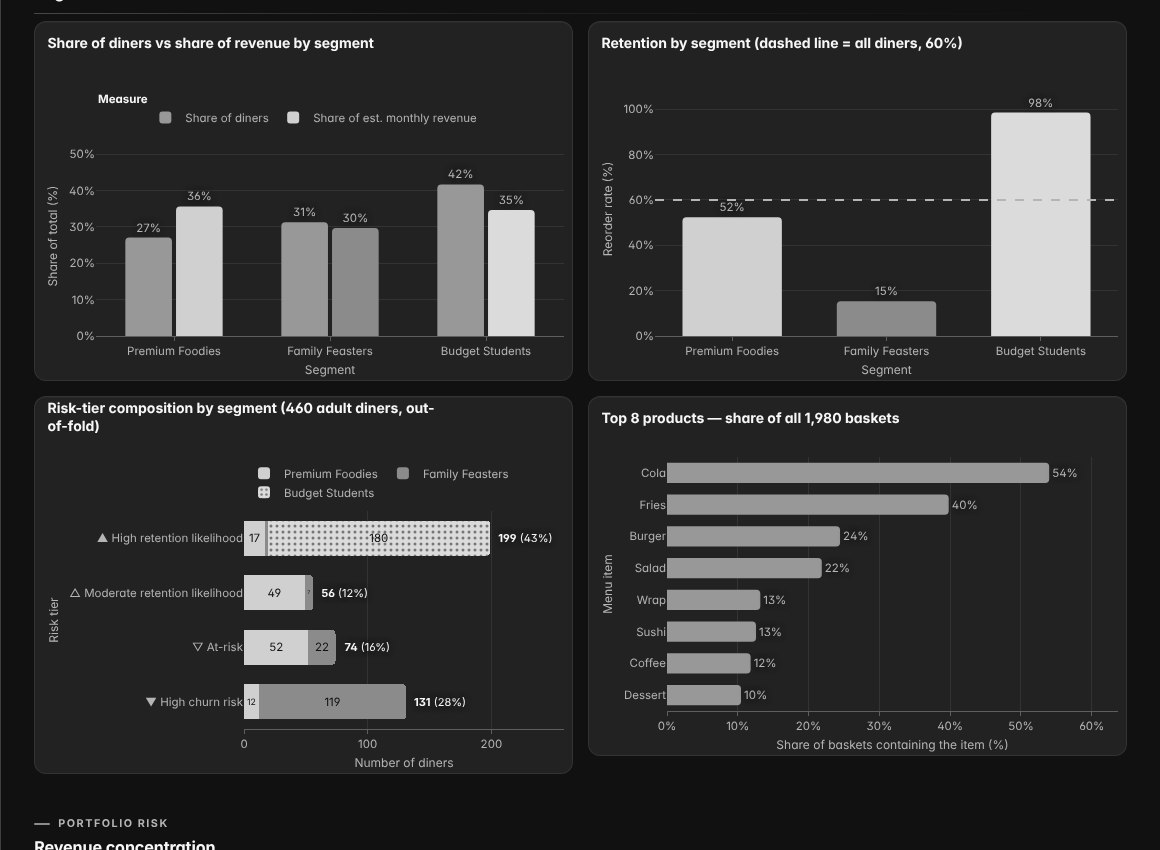 Share of diners vs share of revenue by segment
Measure
Share of diners
Share of est. monthly revenue
50%
40%
30%
20%
10%
0%
Share of total (%)
27%
36%
31%
30%
42%
35%
Premium Foodies
Family Feasters
Budget Students
Segment
Retention by segment (dashed line = all diners, 60%)
100%
80%
60%
40%
20%
0%
Reorder rate (%)
52%
15%
98%
Premium Foodies
Family Feasters
Budget Students
Segment
Risk-tier composition by segment (460 adult diners, out-
of-fold)
Premium Foodies
Family Feasters
Budget Students
Risk tier
▲ High retention likelihood
17
180
199 (43%)
△ Moderate retention likelihood
49
7
56 (12%)
▽ At-risk
52
22
74 (16%)
▼ High churn risk
12
119
131 (28%)
0
100
200
Number of diners
Top 8 products — share of all 1,980 baskets
Menu item
Cola
54%
Fries
40%
Burger
24%
Salad
22%
Wrap
13%
Sushi
13%
Coffee
12%
Dessert
10%
0%
10%
20%
30%
40%
50%
60%
Share of baskets containing the item (%)
— PORTFOLIO RISK
Revenue concentration